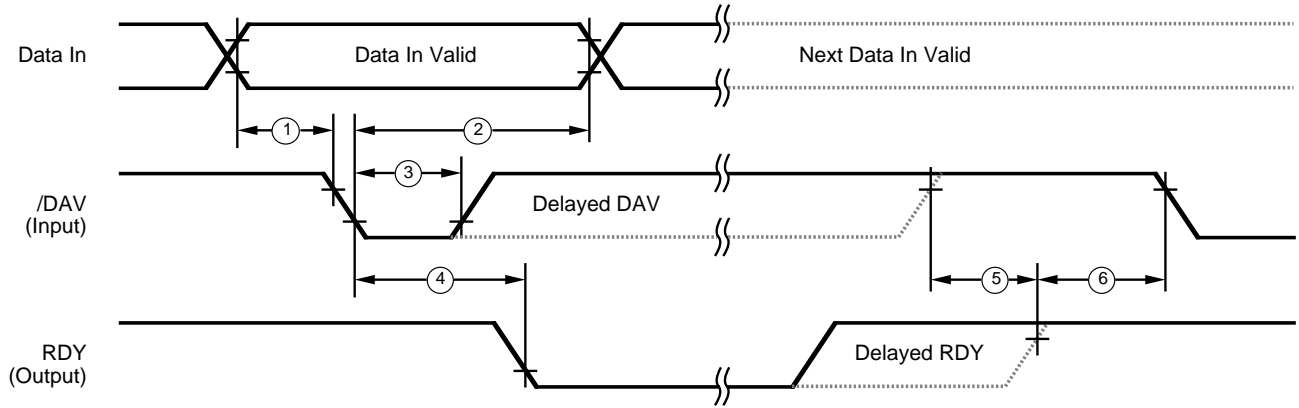 Data In
Data In Valid
Next Data In Valid
1
2
3
/DAV
(Input)
Delayed DAV
4
5
6
RDY
(Output)
Delayed RDY